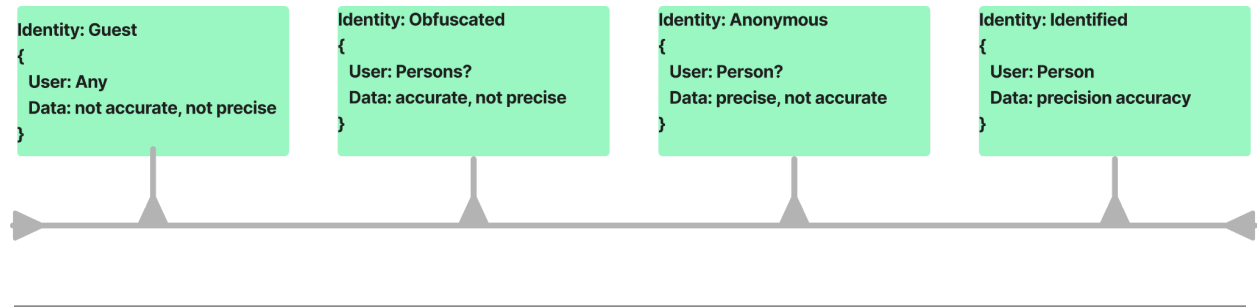 Identity: Guest
{
User: Any
Data: not accurate, not precise
}
Identity: Obfuscated
{
User: Persons?
Data: accurate, not precise
}
Identity: Anonymous
{
User: Person?
Data: precise, not accurate
}
Identity: Identified
{
User: Person
Data: precision accuracy
}